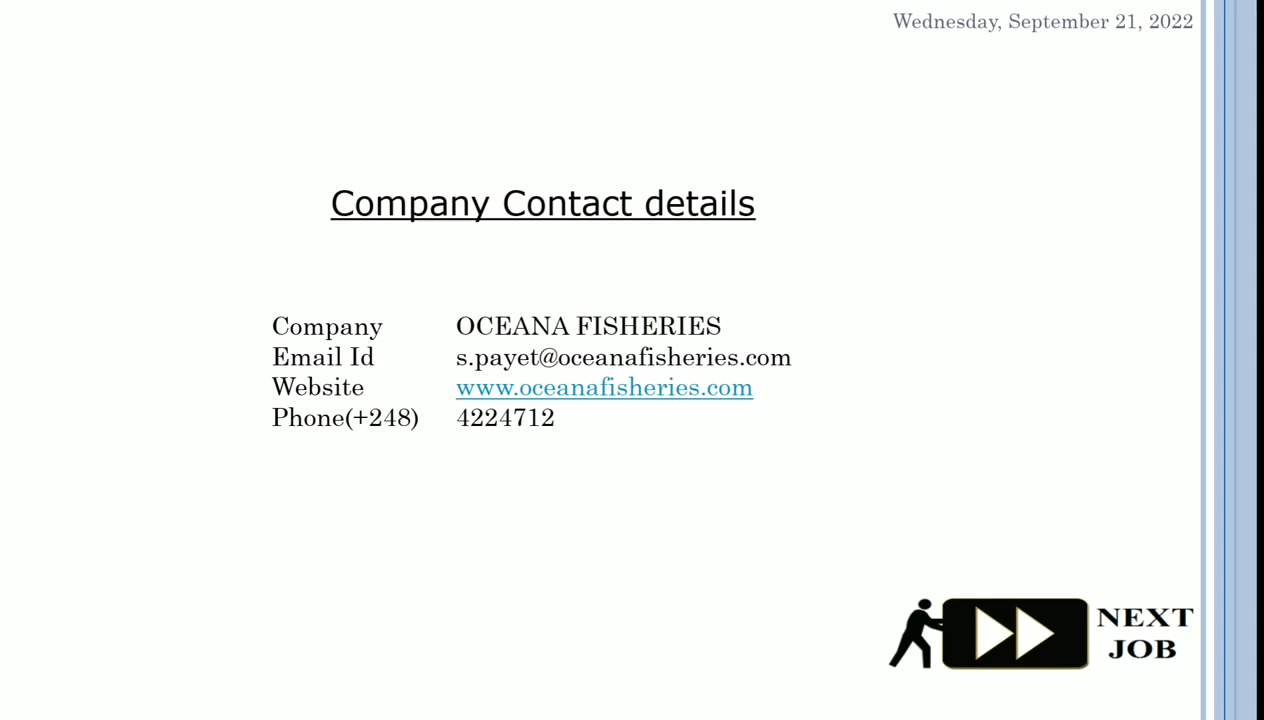 Wednesday, September 21, 2022
Company Contact details
Company OCEANA FISHERIES
Email Id s.payet@oceanafisheries.com
Website www.oceanafisheries.com
Phone(+248) 4224712
NEXT
JOB